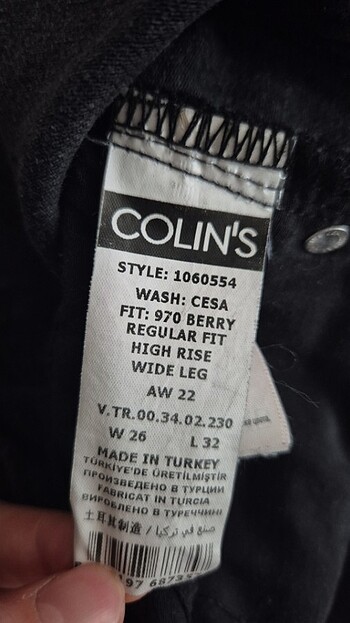 COLIN'S
STYLE: 1060554
WASH: CESA
FIT: 970 BERRY
REGULAR FIT
HIGH RISE
WIDE LEG
AW 22
V.TR.00.34.02.230
W 26 L 32
MADE IN TURKEY
TÜRKİYE'DE ÜRETİLMİŞTİR
ПРОИЗВЕДЕНО В ТУРЦИИ
FABRICAT IN TURCIA
ВИРОБЛЕНО В ТУРЕЧЧИНІ
土耳其制造 / صنع في تركيا